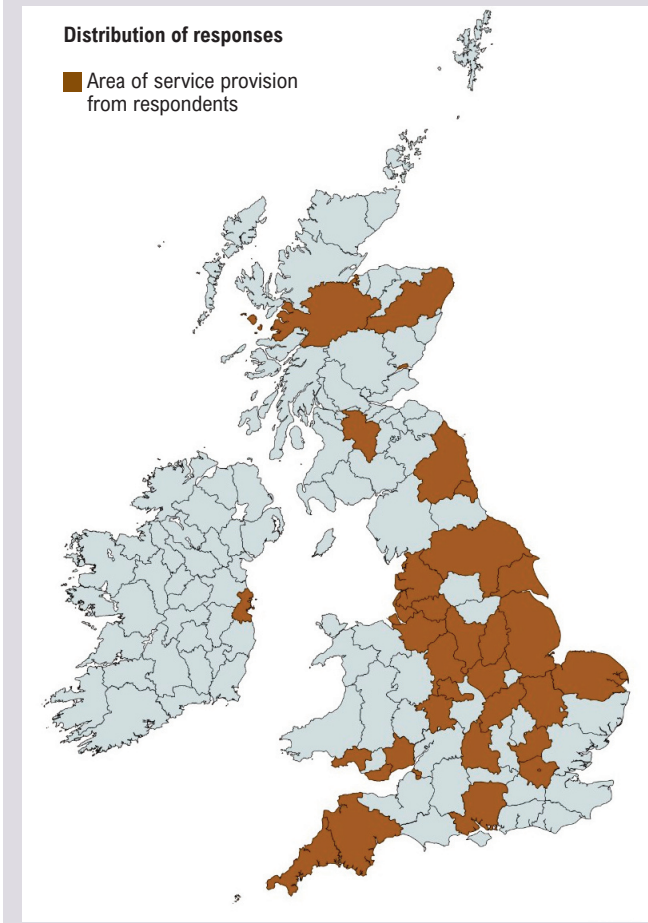 Distribution of responses
Area of service provision
from respondents